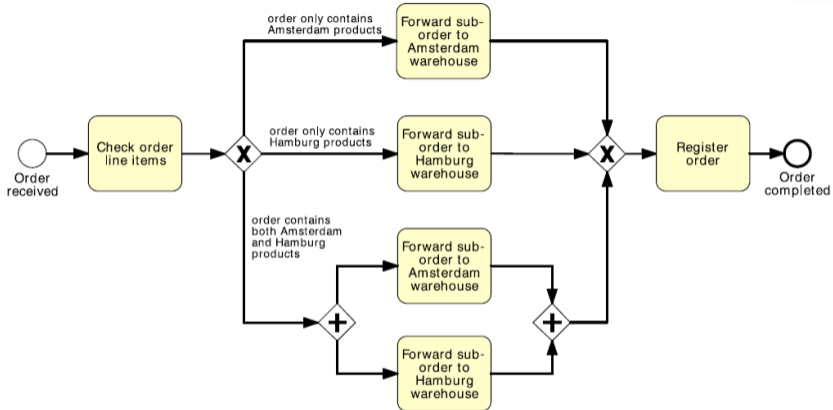 order only contains
Amsterdam products
Forward sub-
order to
Amsterdam
warehouse
Order
received
Check order
line items
X
order only contains
Hamburg products
Forward sub-
order to
Hamburg
warehouse
X
Register
order
Order
completed
order contains
both Amsterdam
and Hamburg
products
+
Forward sub-
order to
Amsterdam
warehouse
+
Forward sub-
order to
Hamburg
warehouse